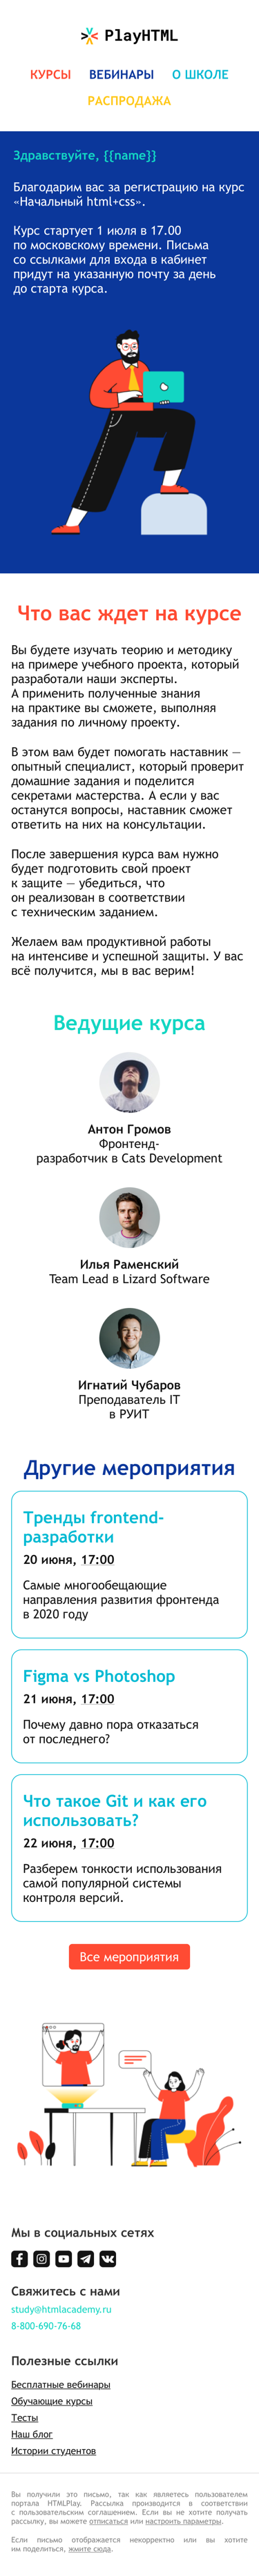 PlayHTML
КУРСЫ ВЕБИНАРЫ О ШКОЛЕ
РАСПРОДАЖА
Здравствуйте, {{name}}
Благодарим вас за регистрацию на курс
«Начальный html+css».
Курс стартует 1 июля в 17.00
по московскому времени. Письма
со ссылками для входа в кабинет
придут на указанную почту за день
до старта курса.
Что вас ждет на курсе
Вы будете изучать теорию и методику
на примере учебного проекта, который
разработали наши эксперты.
А применить полученные знания
на практике вы сможете, выполняя
задания по личному проекту.
В этом вам будет помогать наставник —
опытный специалист, который проверит
домашние задания и поделится
секретами мастерства. А если у вас
останутся вопросы, наставник сможет
ответить на них на консультации.
После завершения курса вам нужно
будет подготовить свой проект
к защите — убедиться, что
он реализован в соответствии
с техническим заданием.
Желаем вам продуктивной работы
на интенсиве и успешной защиты. У вас
всё получится, мы в вас верим!
Ведущие курса
Антон Громов
Фронтенд-
разработчик в Cats Development
Илья Раменский
Team Lead в Lizard Software
Игнатий Чубаров
Преподаватель IT
в РУИТ
Другие мероприятия
Тренды frontend-
разработки
20 июня, 17:00
Самые многообещающие
направления развития фронтенда
в 2020 году
Figma vs Photoshop
21 июня, 17:00
Почему давно пора отказаться
от последнего?
Что такое Git и как его
использовать?
22 июня, 17:00
Разберем тонкости использования
самой популярной системы
контроля версий.
Все мероприятия
Мы в социальных сетях
Свяжитесь с нами
study@htmlacademy.ru
8-800-690-76-68
Полезные ссылки
Бесплатные вебинары
Обучающие курсы
Тесты
Наш блог
Истории студентов
Вы получили это письмо, так как являетесь пользователем
портала HTMLPlay. Рассылка производится в соответствии
с пользовательским соглашением. Если вы не хотите получать
рассылку, вы можете отписаться или настроить параметры.
Если письмо отображается некорректно или вы хотите
им поделиться, жмите сюда.